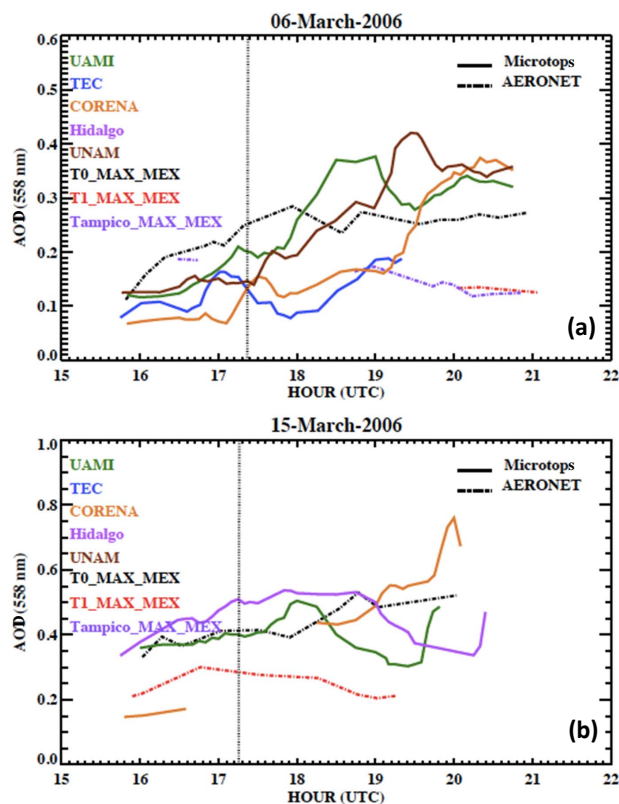 06-March-2006
0.6
0.5
0.4
0.3
0.2
0.1
0.0
AOD (558 nm)
UAMI
TEC
CORENA
Hidalgo
UNAM
T0_MAX_MEX
T1_MAX_MEX
Tampico_MAX_MEX
Microtops
AERONET
(a)
15 16 17 18 19 20 21 22
HOUR (UTC)
15-March-2006
1.0
0.8
0.6
0.4
0.2
0.0
AOD (558 nm)
UAMI
TEC
CORENA
Hidalgo
UNAM
T0_MAX_MEX
T1_MAX_MEX
Tampico_MAX_MEX
Microtops
AERONET
(b)
15 16 17 18 19 20 21 22
HOUR (UTC)